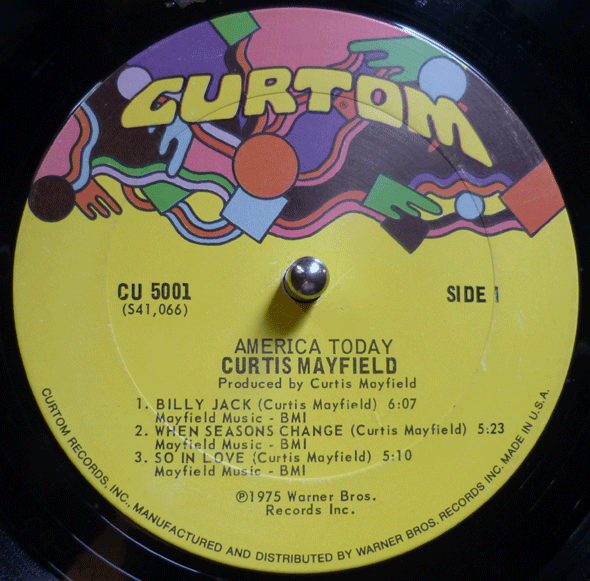 CURTOM
®
CU 5001
(S41,066)
SIDE 1
AMERICA TODAY
CURTIS MAYFIELD
Produced by Curtis Mayfield
1. BILLY JACK (Curtis Mayfield) 6:07
Mayfield Music - BMI
2. WHEN SEASONS CHANGE (Curtis Mayfield) 5:23
Mayfield Music - BMI
3. SO IN LOVE (Curtis Mayfield) 5:10
Mayfield Music - BMI
℗1975 Warner Bros.
Records Inc.
CURTOM RECORDS, INC., MANUFACTURED AND DISTRIBUTED BY WARNER BROS. RECORDS INC. MADE IN U.S.A.